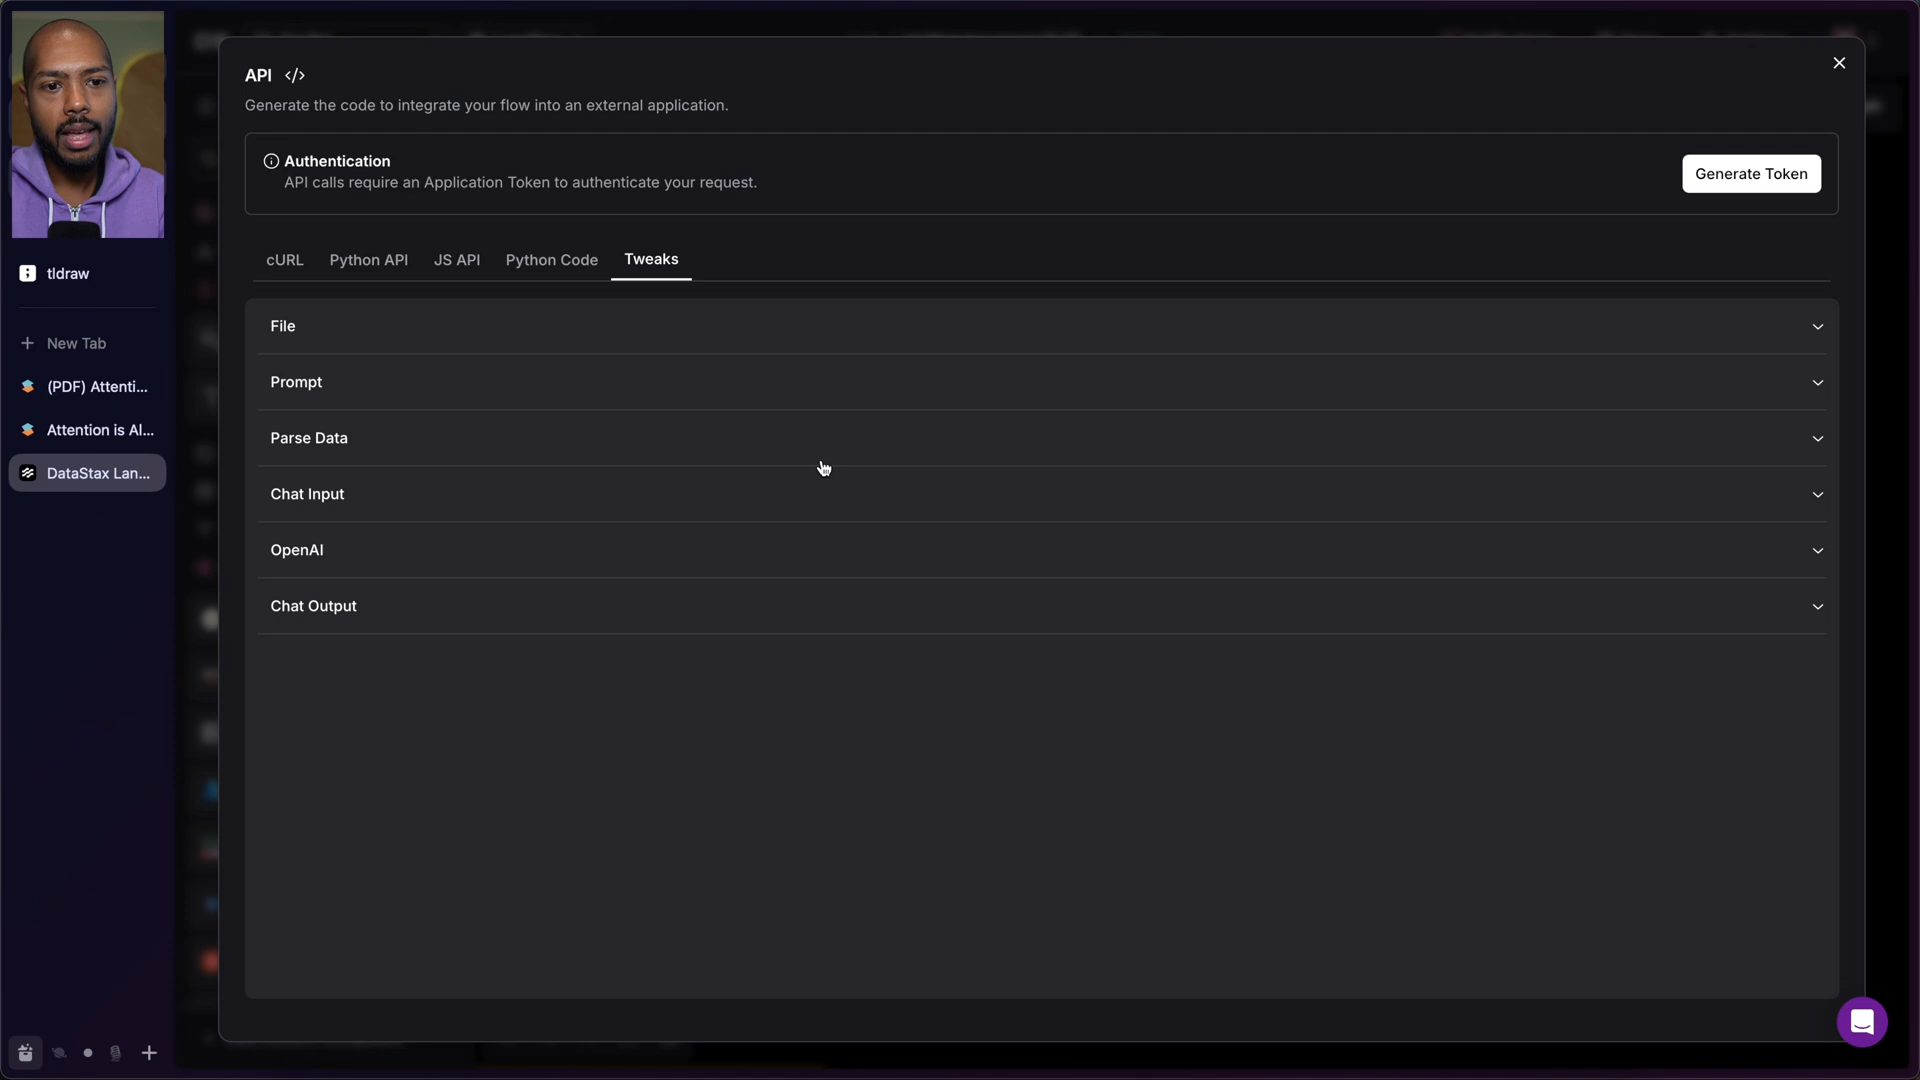 tldraw
New Tab
(PDF) Attenti...
Attention is Al...
DataStax Lan...
API </>
Generate the code to integrate your flow into an external application.
Authentication
API calls require an Application Token to authenticate your request.
Generate Token
cURL Python API JS API Python Code Tweaks
File
Prompt
Parse Data
Chat Input
OpenAI
Chat Output